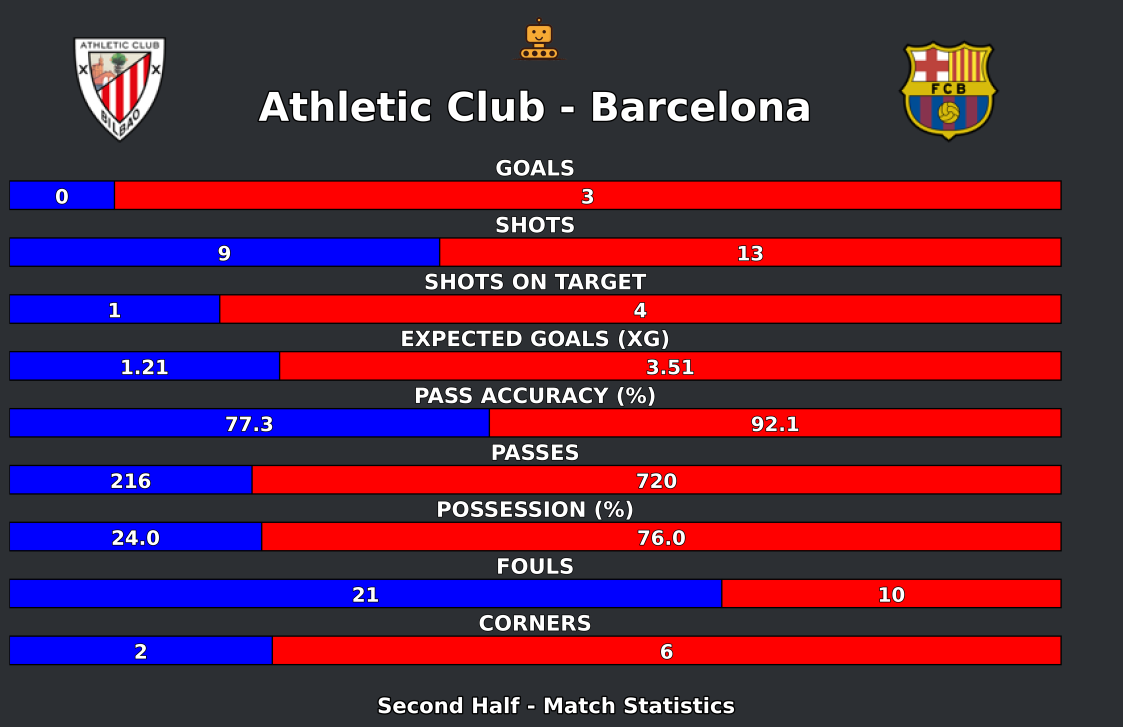 ATHLETIC CLUB
BILBAO
FCB
Athletic Club - Barcelona
GOALS
0 3
SHOTS
9 13
SHOTS ON TARGET
1 4
EXPECTED GOALS (XG)
1.21 3.51
PASS ACCURACY (%)
77.3 92.1
PASSES
216 720
POSSESSION (%)
24.0 76.0
FOULS
21 10
CORNERS
2 6
Second Half - Match Statistics